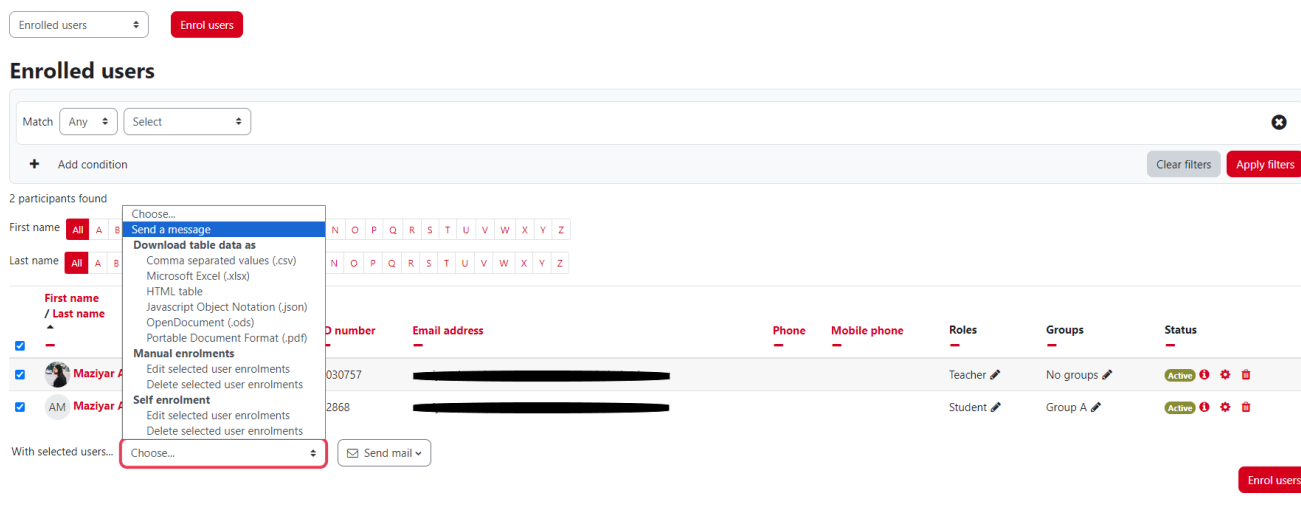 Enrolled users Enrol users
Enrolled users
Match Any Select
Add condition Clear filters Apply filters
2 participants found
First name All A B N O P Q R S T U V W X Y Z
Last name All A B N O P Q R S T U V W X Y Z
Choose...
Send a message
Download table data as
Comma separated values (.csv)
Microsoft Excel (.xlsx)
HTML table
Javascript Object Notation (.json)
OpenDocument (.ods)
Portable Document Format (.pdf)
Manual enrolments
Edit selected user enrolments
Delete selected user enrolments
Self enrolment
Edit selected user enrolments
Delete selected user enrolments
First name
/ Last name
D number Email address Phone Mobile phone Roles Groups Status
Maziyar A 030757 Teacher No groups Active
AM Maziyar A 2868 Student Group A Active
With selected users... Choose... Send mail
Enrol users